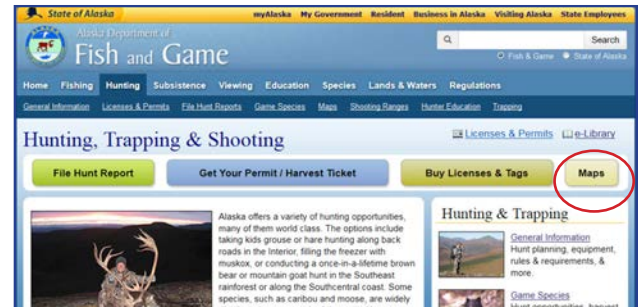 State of Alaska
myAlaska My Government Resident Business in Alaska Visiting Alaska State Employees
Alaska Department of
Fish and Game
Search
Fish & Game State of Alaska
Home Fishing Hunting Subsistence Viewing Education Species Lands & Waters Regulations
General Information Licenses & Permits File Hunt Reports Game Species Maps Shooting Ranges Hunter Education Trapping
Hunting, Trapping & Shooting
Licenses & Permits e-Library
File Hunt Report Get Your Permit / Harvest Ticket Buy Licenses & Tags Maps
Alaska offers a variety of hunting opportunities,
many of them world class. The options include
taking kids grouse or hare hunting along back
roads in the Interior, filling the freezer with
muskox, or conducting a once-in-a-lifetime brown
bear or mountain goat hunt in the Southeast
rainforest or along the Southcentral coast. Some
species, such as caribou and moose, are widely
Hunting & Trapping
General Information
Hunt planning, equipment,
rules & requirements, &
more.
Game Species
Hunt opportunities, harvest